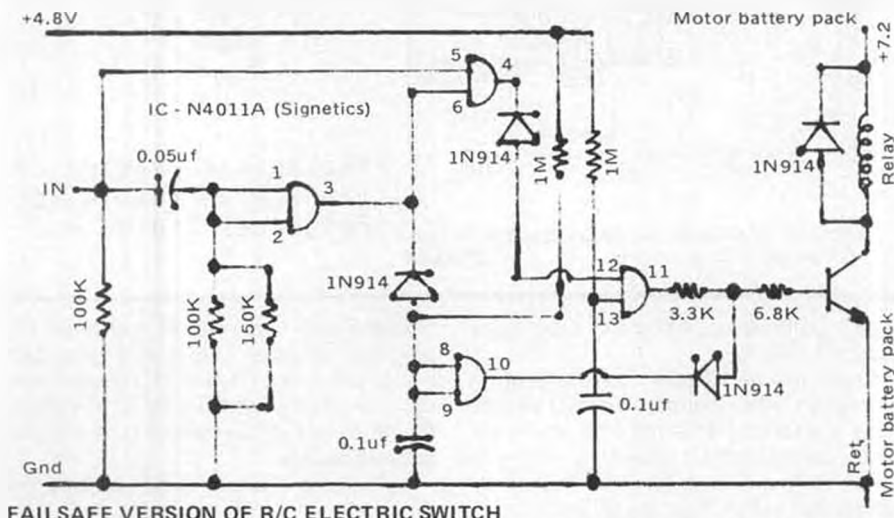 +4.8V
Motor battery pack
+7.2
5
4
6
IC - N4011A (Signetics)
1N914
1M
1M
1N914
Relay
0.05uf
IN
1
3
2
100K
100K
150K
1N914
12
11
13
3.3K
6.8K
8
10
9
1N914
0.1uf
0.1uf
Gnd
Ret
Motor battery pack
FAILSAFE VERSION OF R/C ELECTRIC SWITCH